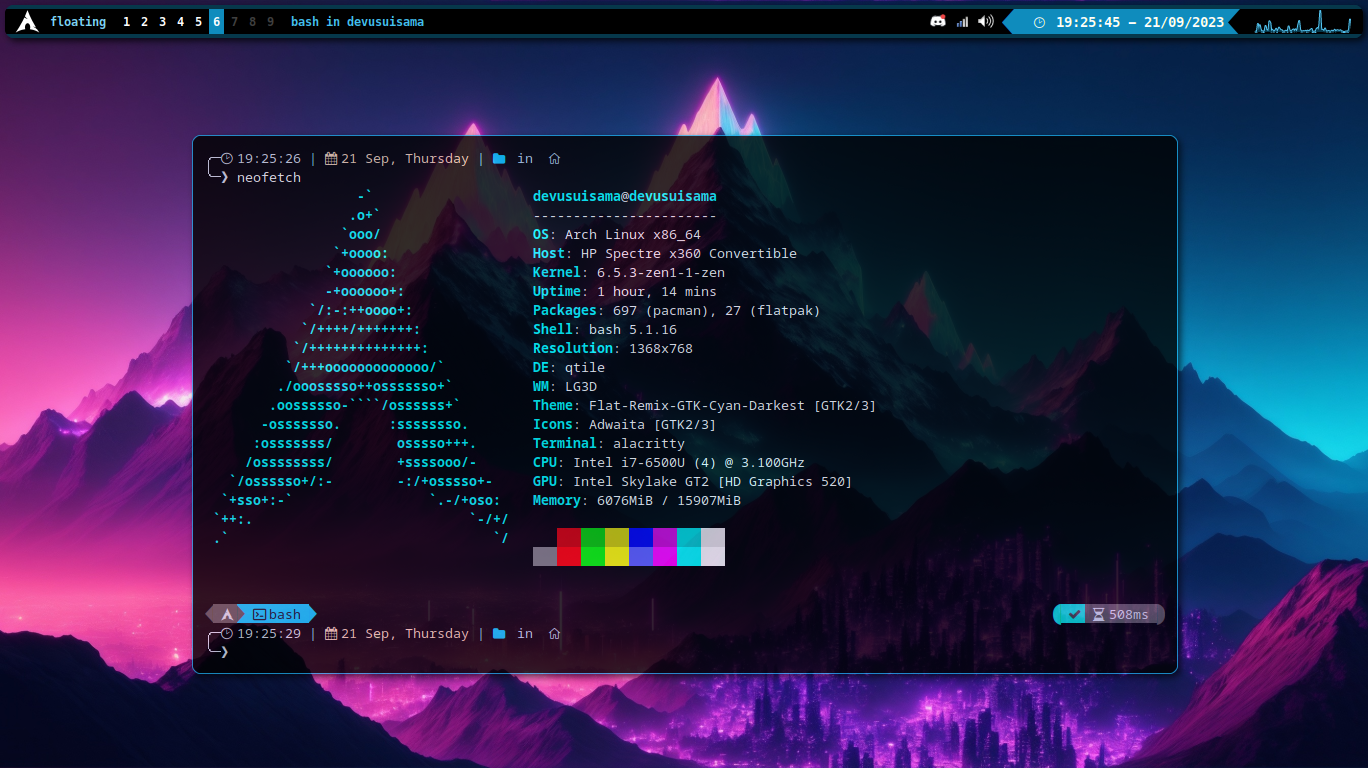 floating 1 2 3 4 5 6 7 8 9 bash in devusuisama 19:25:45 — 21/09/2023
19:25:26 | 21 Sep, Thursday | in
❯ neofetch
-`
.o+`
`ooo/
`+oooo:
`+oooooo:
-+oooooo+:
`/:-:++oooo+:
`/++++/+++++++:
`/++++++++++++++:
`/+++ooooooooooooo/`
./ooosssso++osssssso+`
.oossssso-````/ossssss+`
-osssssso. :ssssssso.
:osssssss/ osssso+++.
/ossssssss/ +ssssooo/-
`/ossssso+/:- -:/+osssso+-
`+sso+:-` `.-/+oso:
`++:. `-/+/
.` `/
devusuisama@devusuisama
-----------------------
OS: Arch Linux x86_64
Host: HP Spectre x360 Convertible
Kernel: 6.5.3-zen1-1-zen
Uptime: 1 hour, 14 mins
Packages: 697 (pacman), 27 (flatpak)
Shell: bash 5.1.16
Resolution: 1368x768
DE: qtile
WM: LG3D
Theme: Flat-Remix-GTK-Cyan-Darkest [GTK2/3]
Icons: Adwaita [GTK2/3]
Terminal: alacritty
CPU: Intel i7-6500U (4) @ 3.100GHz
GPU: Intel Skylake GT2 [HD Graphics 520]
Memory: 6076MiB / 15907MiB
bash 508ms
19:25:29 | 21 Sep, Thursday | in
❯